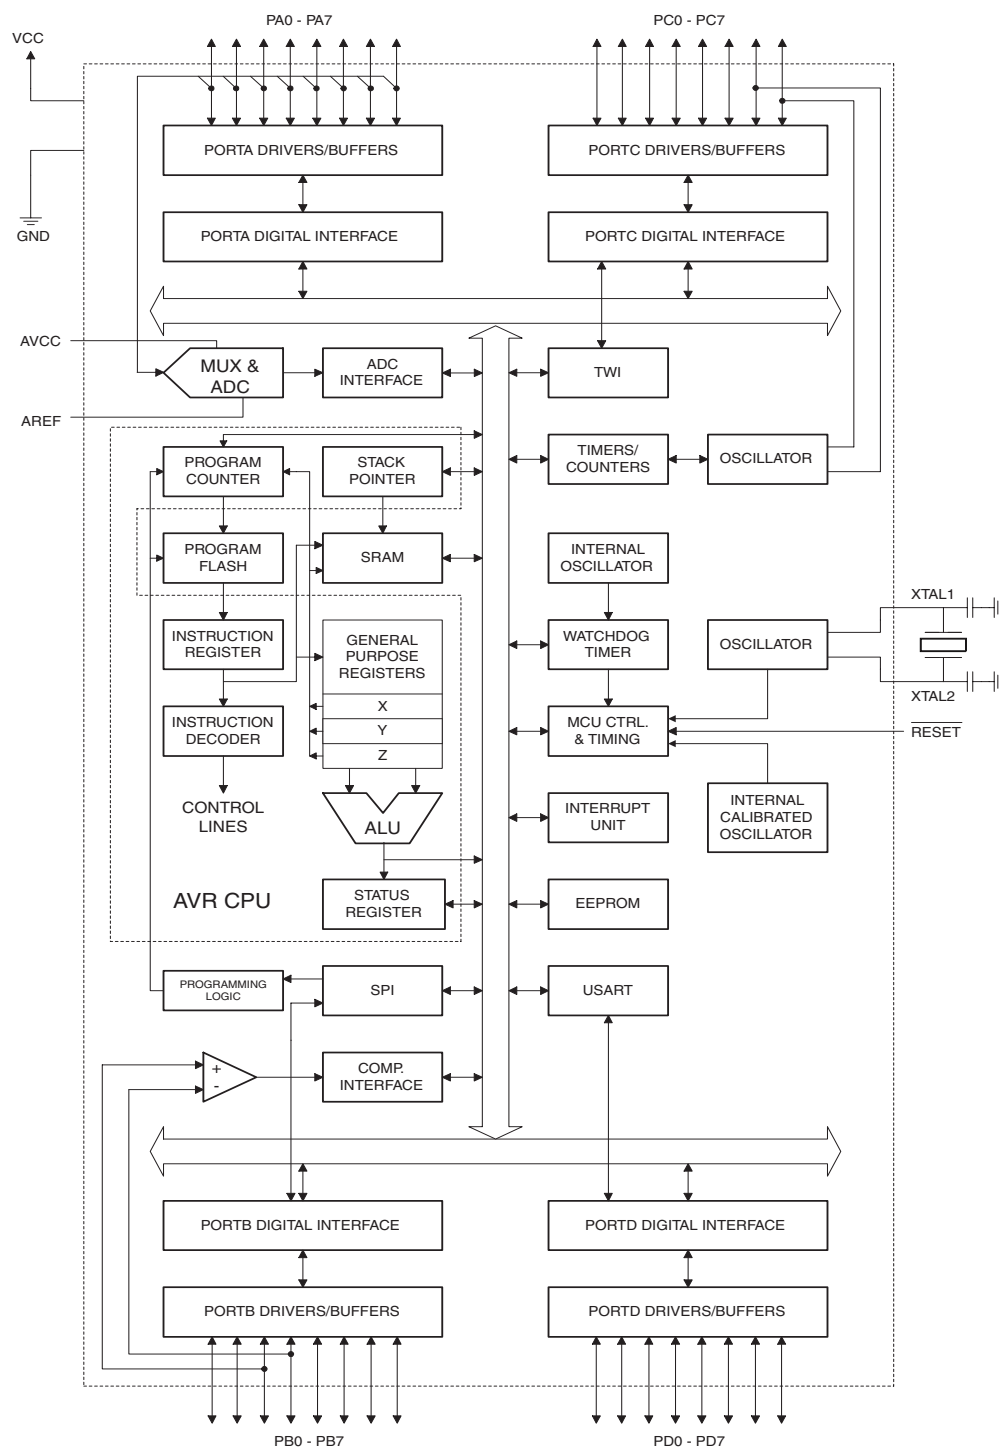 PA0 - PA7
PC0 - PC7
VCC
PORTA DRIVERS/BUFFERS
PORTC DRIVERS/BUFFERS
GND
PORTA DIGITAL INTERFACE
PORTC DIGITAL INTERFACE
AVCC
MUX &
ADC
ADC
INTERFACE
TWI
AREF
PROGRAM
COUNTER
STACK
POINTER
TIMERS/
COUNTERS
OSCILLATOR
PROGRAM
FLASH
SRAM
INTERNAL
OSCILLATOR
XTAL1
INSTRUCTION
REGISTER
GENERAL
PURPOSE
REGISTERS
WATCHDOG
TIMER
OSCILLATOR
XTAL2
X
Y
Z
INSTRUCTION
DECODER
MCU CTRL.
& TIMING
RESET
CONTROL
LINES
ALU
INTERRUPT
UNIT
INTERNAL
CALIBRATED
OSCILLATOR
AVR CPU
STATUS
REGISTER
EEPROM
PROGRAMMING
LOGIC
SPI
USART
+
-
COMP.
INTERFACE
PORTB DIGITAL INTERFACE
PORTD DIGITAL INTERFACE
PORTB DRIVERS/BUFFERS
PORTD DRIVERS/BUFFERS
PB0 - PB7
PD0 - PD7